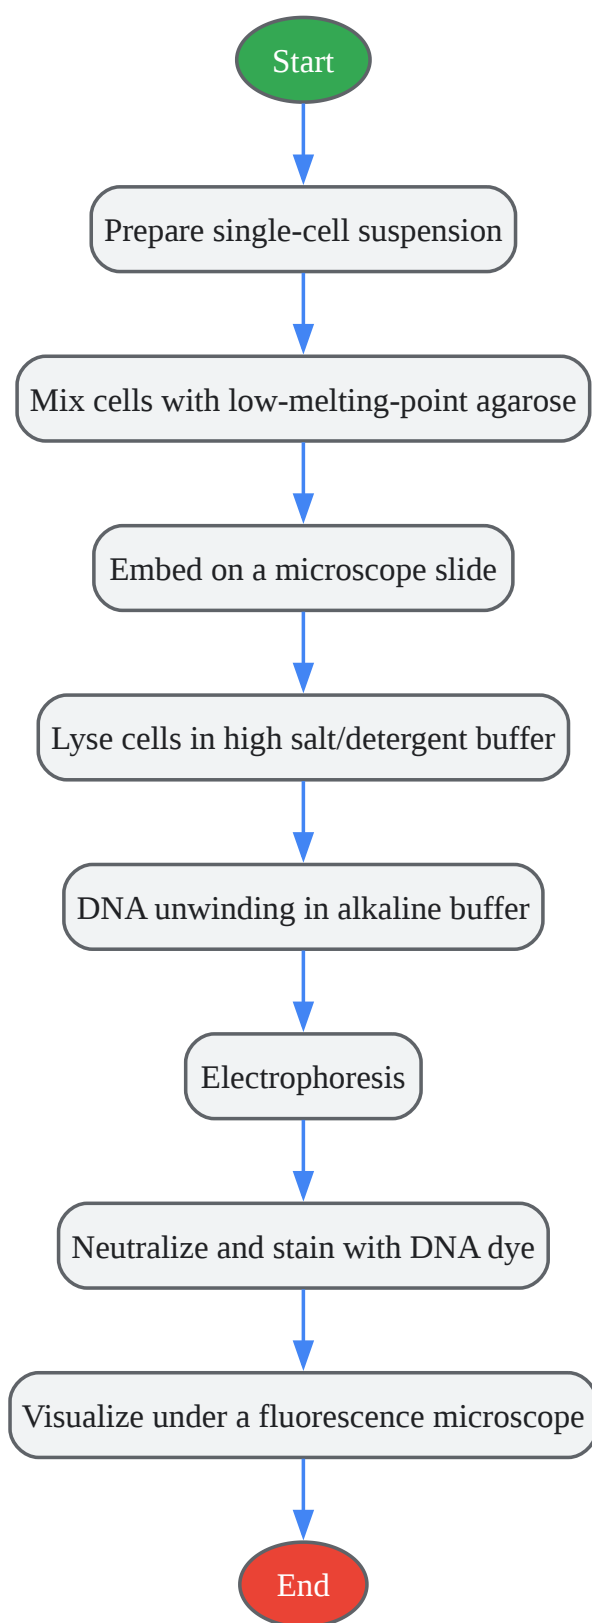 Start
Prepare single-cell suspension
Mix cells with low-melting-point agarose
Embed on a microscope slide
Lyse cells in high salt/detergent buffer
DNA unwinding in alkaline buffer
Electrophoresis
Neutralize and stain with DNA dye
Visualize under a fluorescence microscope
End